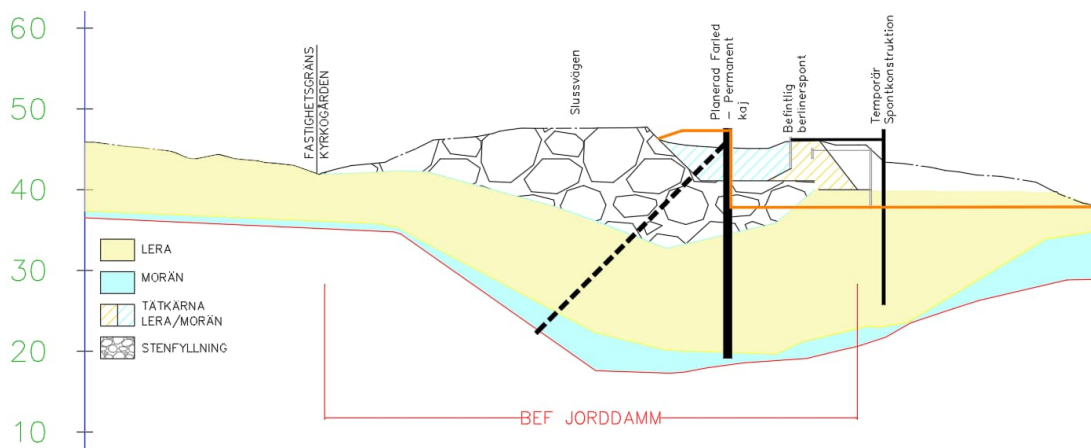 60
50
40
30
20
10
FASTIGHETSGRÄNS
KYRKOGÅRDEN
Slussvägen
Planerad Farled
– Permanent
kaj
Befintlig
berlinerspont
Temporär
Spontkonstruktion
LERA
MORÄN
TÄTKÄRNA
LERA/MORÄN
STENFYLLNING
BEF JORDDAMM